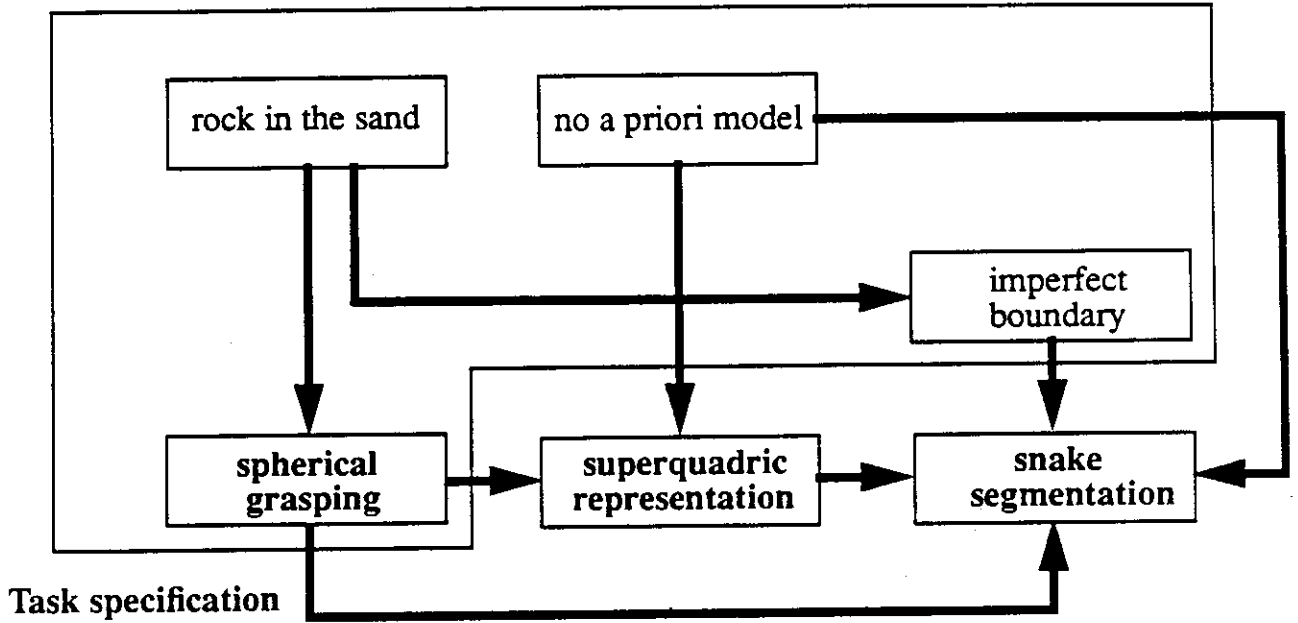 rock in the sand
no a priori model
imperfect
boundary
spherical
grasping
superquadric
representation
snake
segmentation
Task specification